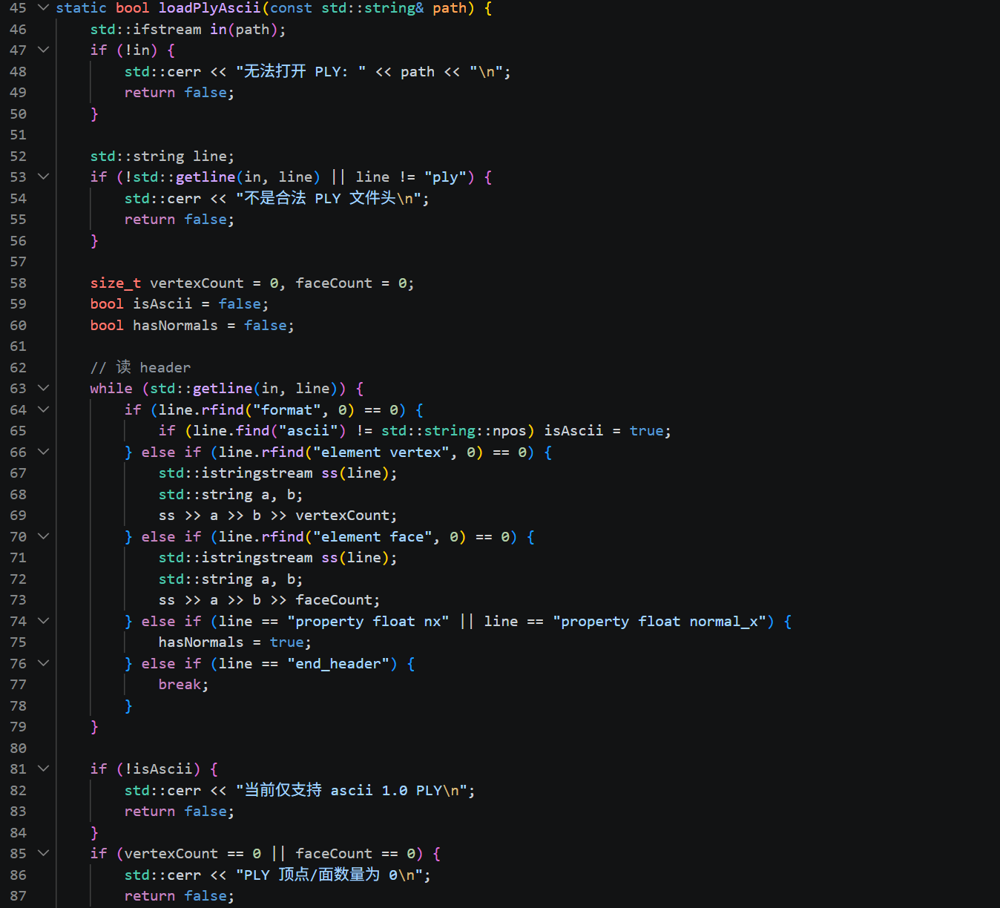 45 static bool loadPlyAscii(const std::string& path) {
46     std::ifstream in(path);
47     if (!in) {
48         std::cerr << "无法打开 PLY: " << path << "\n";
49         return false;
50     }
51
52     std::string line;
53     if (!std::getline(in, line) || line != "ply") {
54         std::cerr << "不是合法 PLY 文件头\n";
55         return false;
56     }
57
58     size_t vertexCount = 0, faceCount = 0;
59     bool isAscii = false;
60     bool hasNormals = false;
61
62     // 读 header
63     while (std::getline(in, line)) {
64         if (line.rfind("format", 0) == 0) {
65             if (line.find("ascii") != std::string::npos) isAscii = true;
66         } else if (line.rfind("element vertex", 0) == 0) {
67             std::istringstream ss(line);
68             std::string a, b;
69             ss >> a >> b >> vertexCount;
70         } else if (line.rfind("element face", 0) == 0) {
71             std::istringstream ss(line);
72             std::string a, b;
73             ss >> a >> b >> faceCount;
74         } else if (line == "property float nx" || line == "property float normal_x") {
75             hasNormals = true;
76         } else if (line == "end_header") {
77             break;
78         }
79     }
80
81     if (!isAscii) {
82         std::cerr << "当前仅支持 ascii 1.0 PLY\n";
83         return false;
84     }
85     if (vertexCount == 0 || faceCount == 0) {
86         std::cerr << "PLY 顶点/面数量为 0\n";
87         return false;